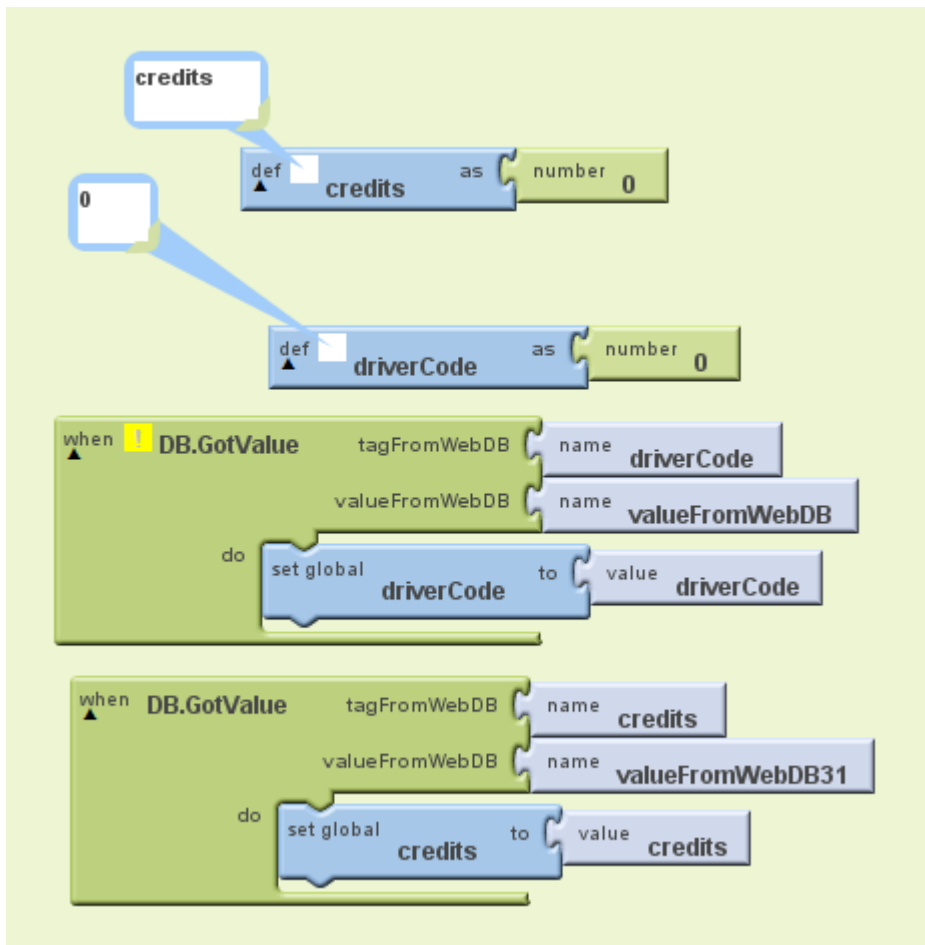 credits
def credits as number 0
0
def driverCode as number 0
when ! DB.GotValue tagFromWebDB name driverCode
valueFromWebDB name valueFromWebDB
do set global driverCode to value driverCode
when DB.GotValue tagFromWebDB name credits
valueFromWebDB name valueFromWebDB31
do set global credits to value credits